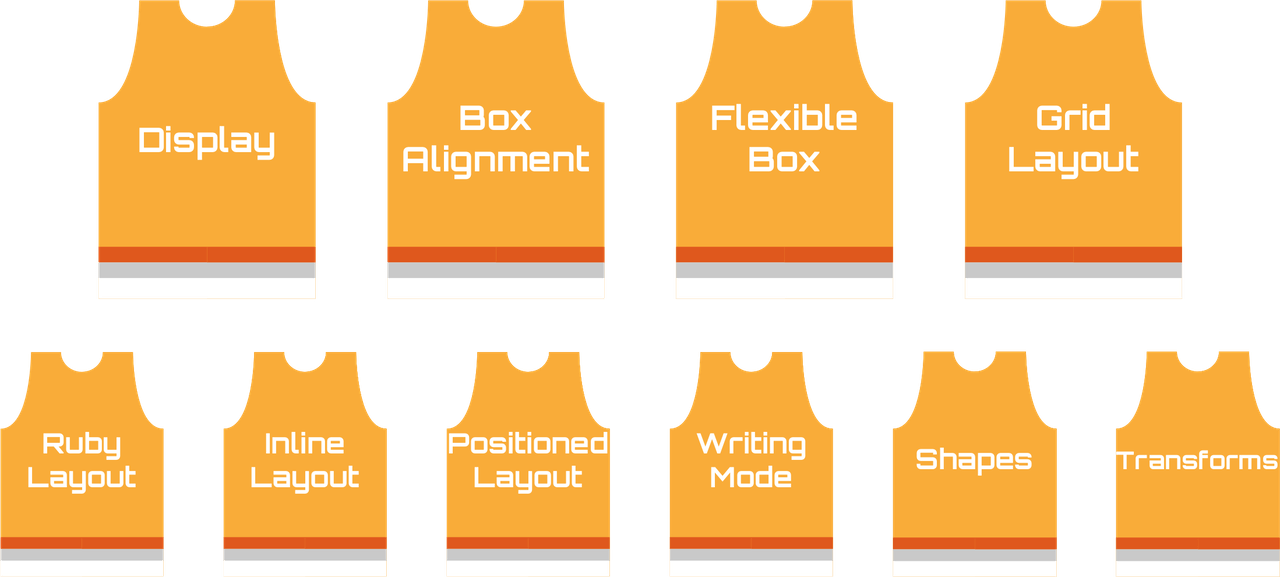 Display
Box
Alignment
Flexible
Box
Grid
Layout
Ruby
Layout
Inline
Layout
Positioned
Layout
Writing
Mode
Shapes
Transforms